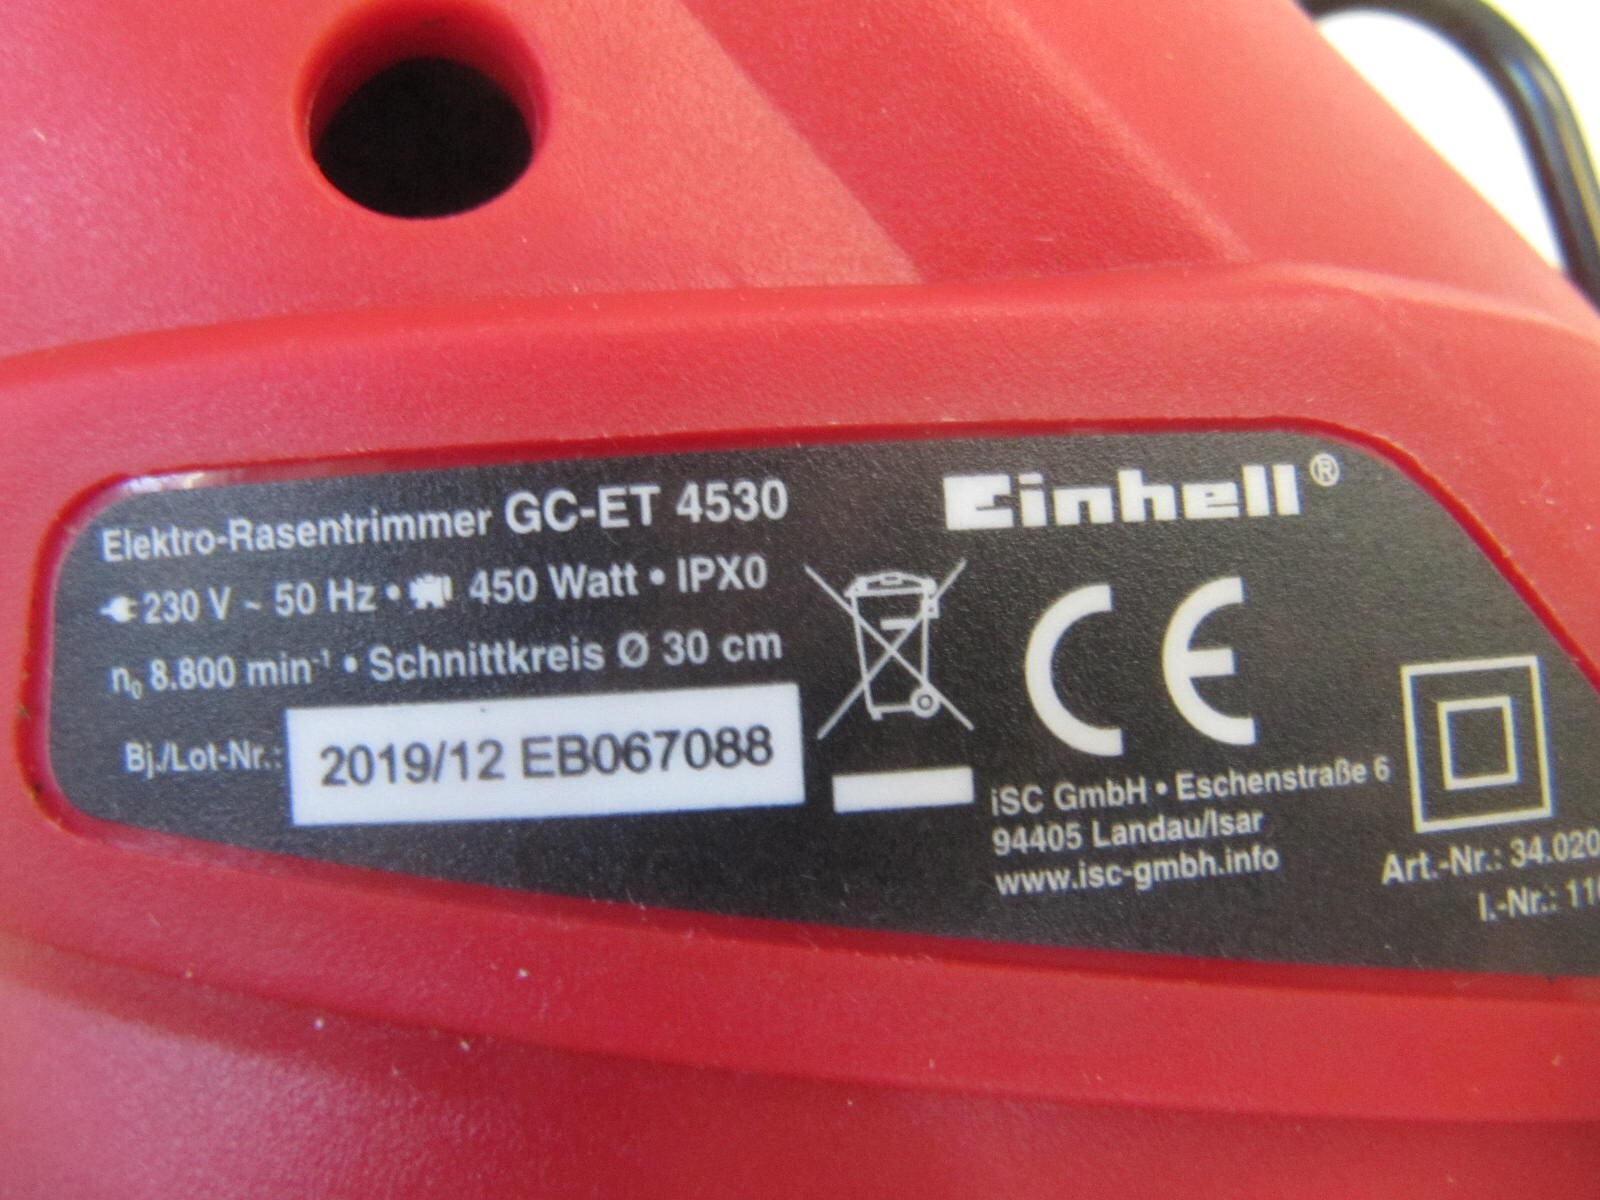 Elektro-Rasentrimmer GC-ET 4530
230 V ~ 50 Hz • 450 Watt • IPX0
n₀ 8.800 min⁻¹ • Schnittkreis Ø 30 cm
Bj./Lot-Nr.: 2019/12 EB067088
Einhell®
CE
iSC GmbH • Eschenstraße 6
94405 Landau/Isar
www.isc-gmbh.info
Art.-Nr.: 34.020
I.-Nr.: 110